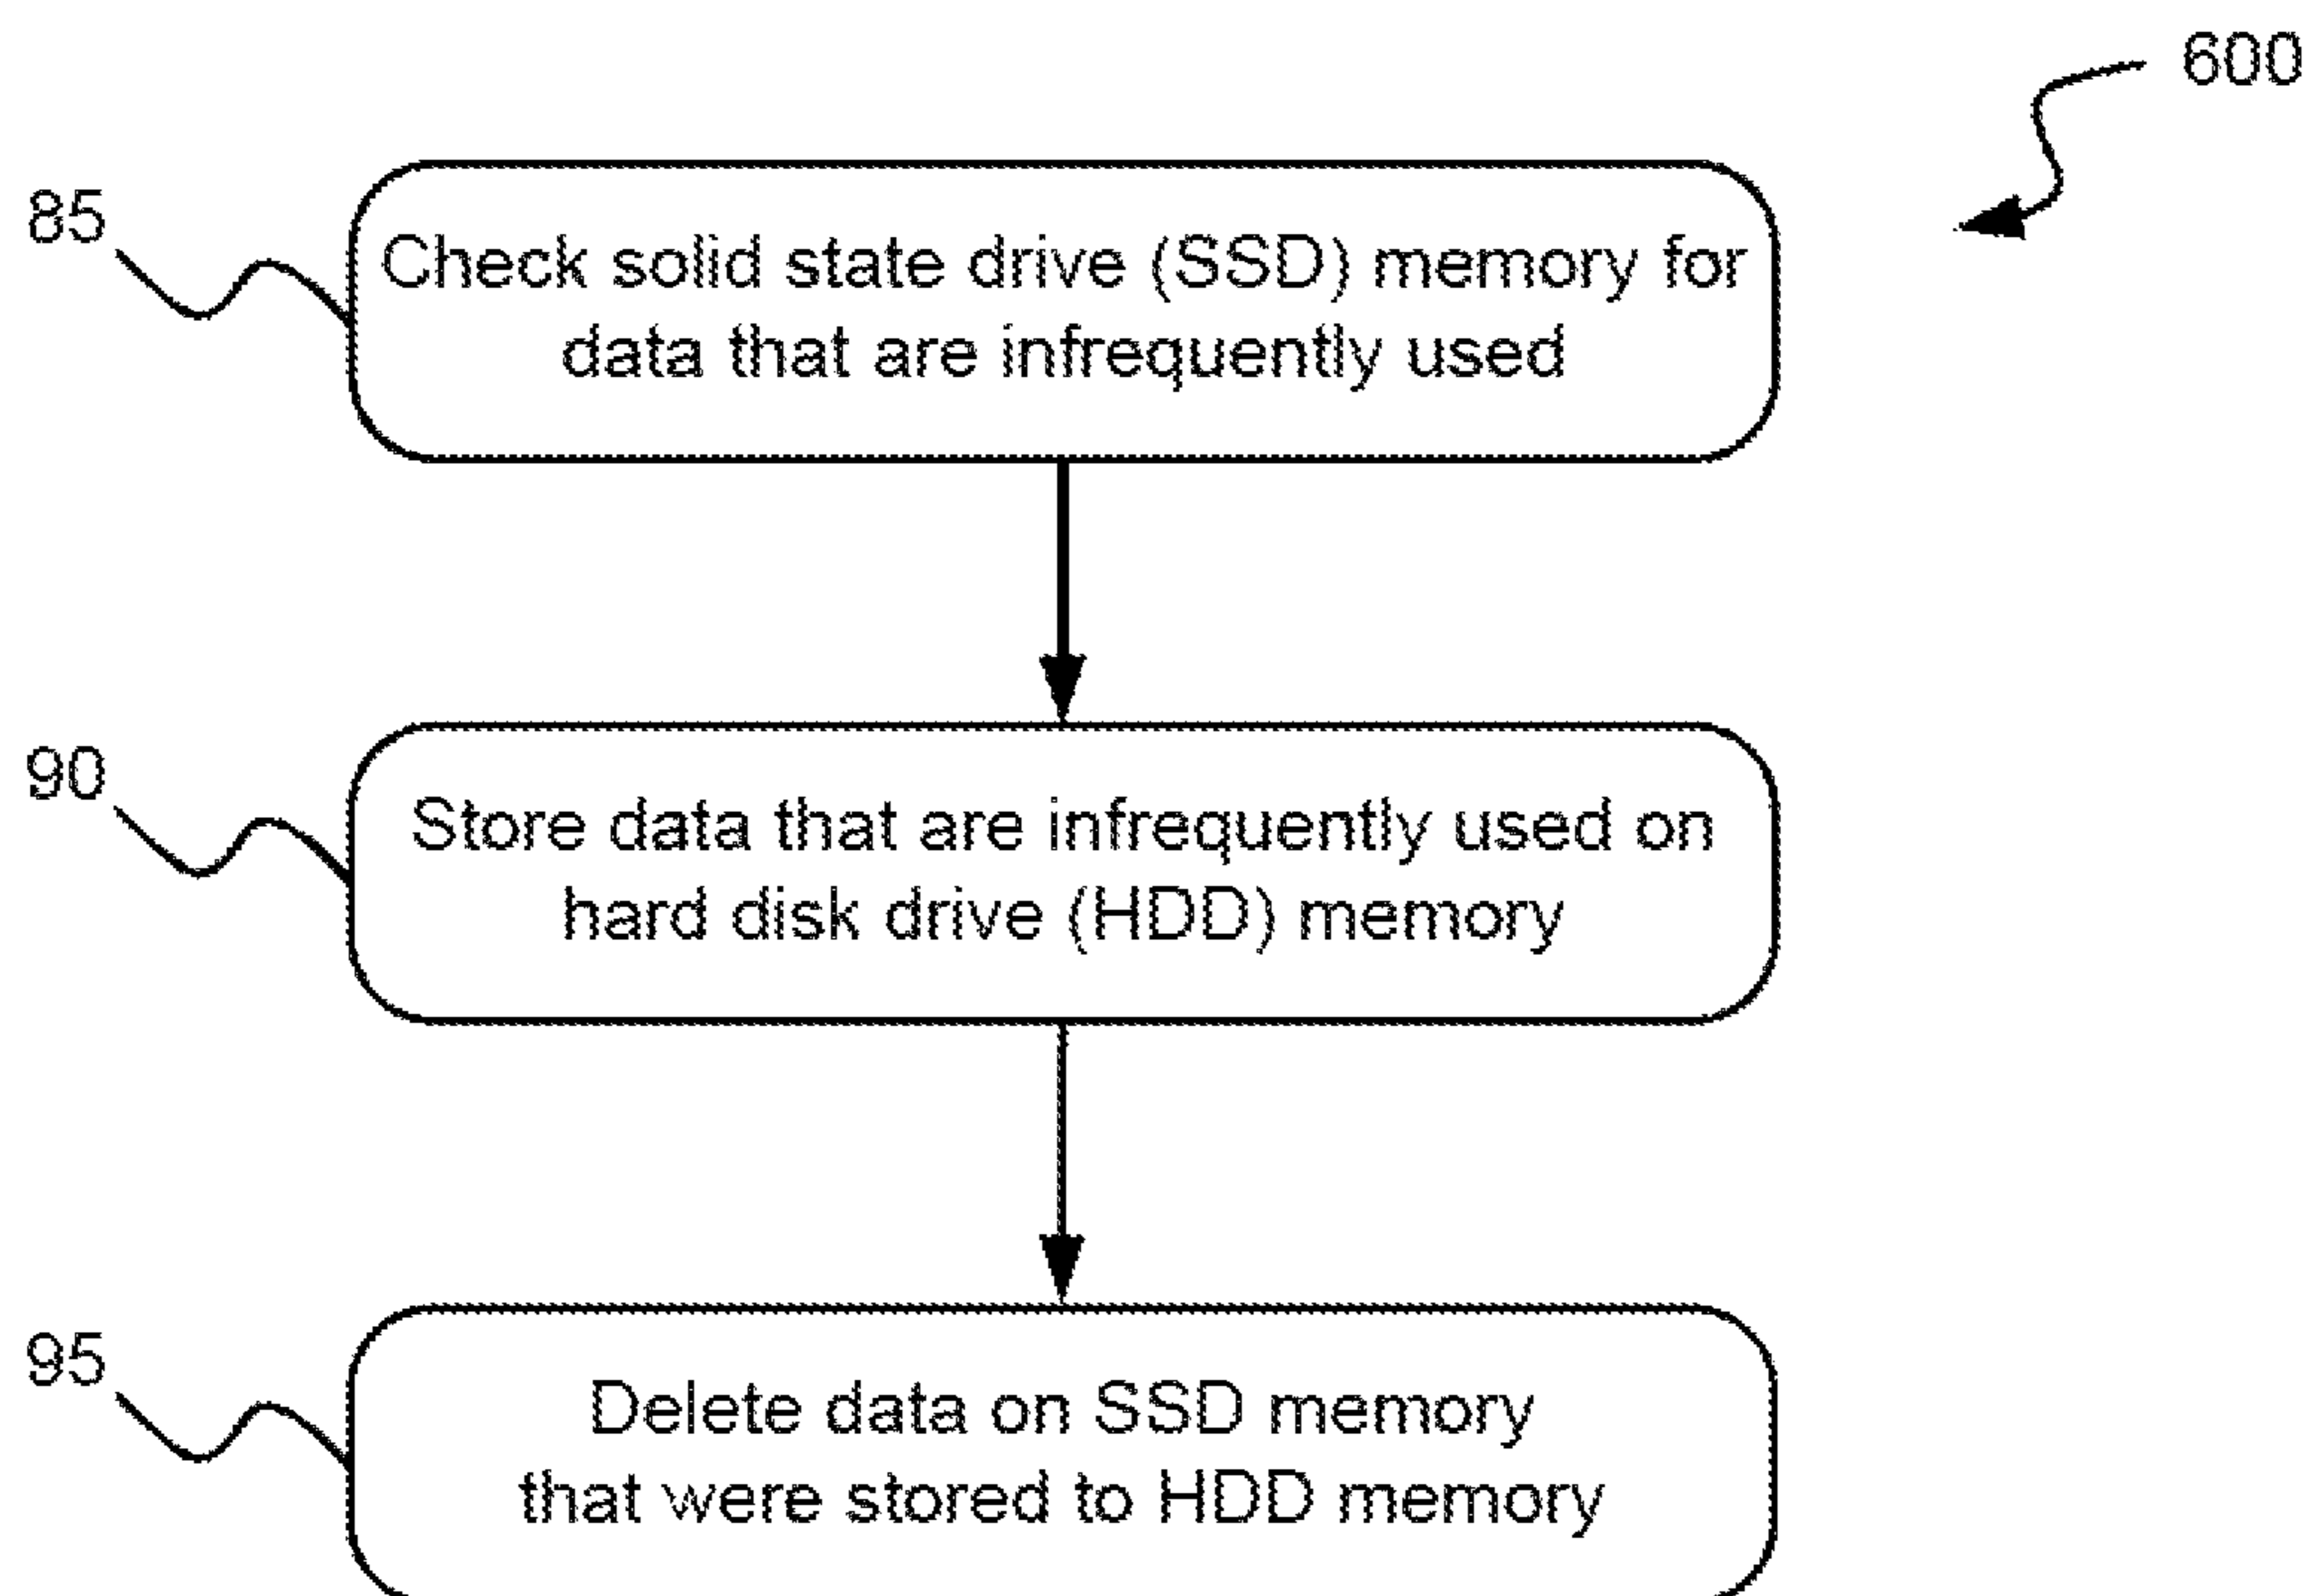 600
85
Check solid state drive (SSD) memory for
data that are infrequently used
90
Store data that are infrequently used on
hard disk drive (HDD) memory
95
Delete data on SSD memory
that were stored to HDD memory